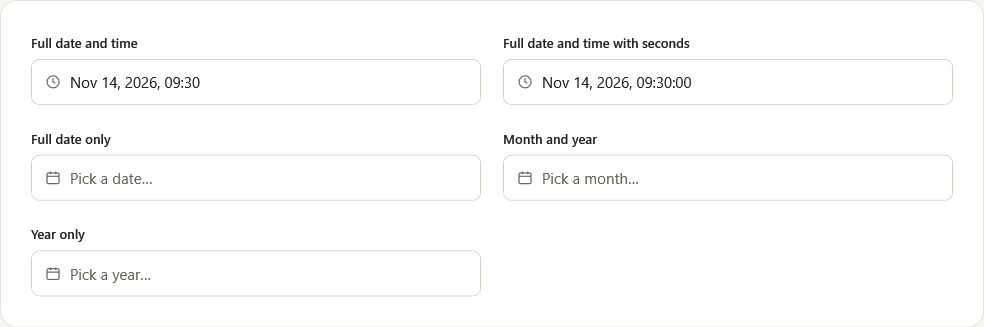 Full date and time
Full date and time with seconds
Nov 14, 2026, 09:30
Nov 14, 2026, 09:30:00
Full date only
Month and year
Pick a date...
Pick a month...
Year only
Pick a year...